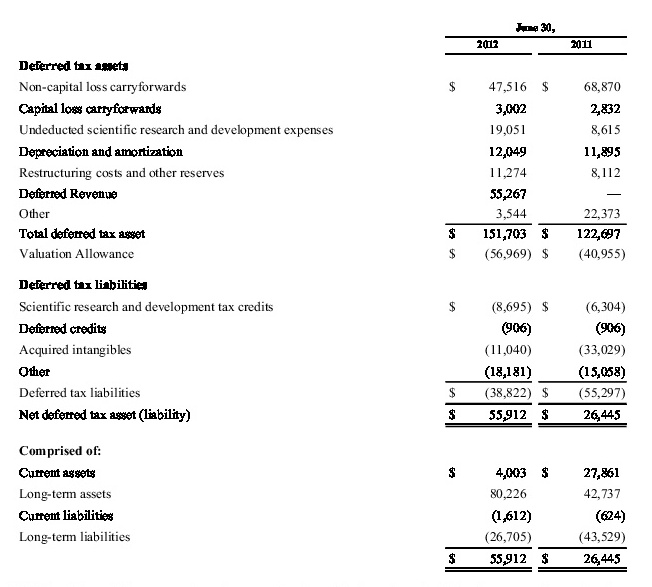 June 30,
2012 2011
Deferred tax assets
Non-capital loss carryforwards $ 47,516 $ 68,870
Capital loss carryforwards 3,002 2,832
Undeducted scientific research and development expenses 19,051 8,615
Depreciation and amortization 12,049 11,895
Restructuring costs and other reserves 11,274 8,112
Deferred Revenue 55,267 —
Other 3,544 22,373
Total deferred tax asset $ 151,703 $ 122,697
Valuation Allowance $ (56,969) $ (40,955)
Deferred tax liabilities
Scientific research and development tax credits $ (8,695) $ (6,304)
Deferred credits (906) (906)
Acquired intangibles (11,040) (33,029)
Other (18,181) (15,058)
Deferred tax liabilities $ (38,822) $ (55,297)
Net deferred tax asset (liability) $ 55,912 $ 26,445
Comprised of:
Current assets $ 4,003 $ 27,861
Long-term assets 80,226 42,737
Current liabilities (1,612) (624)
Long-term liabilities (26,705) (43,529)
$ 55,912 $ 26,445